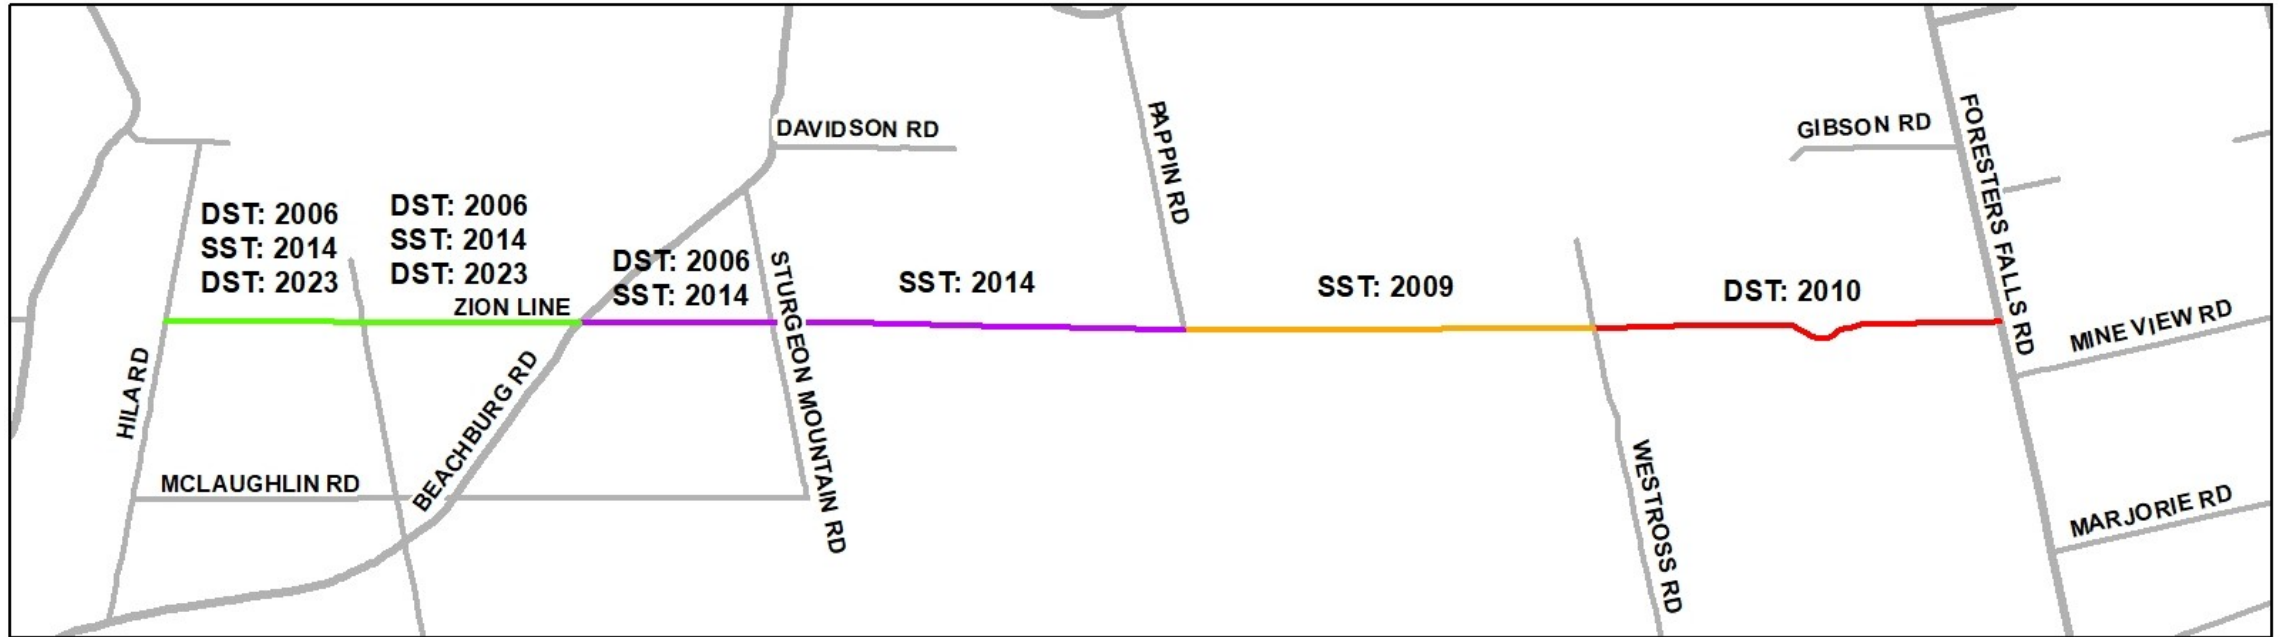 DAVIDSON RD
PAPPIN RD
GIBSON RD
FORESTERS FALLS RD
DST: 2006
SST: 2014
DST: 2023
DST: 2006
SST: 2014
DST: 2023
DST: 2006
SST: 2014
SST: 2014
SST: 2009
DST: 2010
ZION LINE
STURGEON MOUNTAIN RD
MINE VIEW RD
HILA RD
BEACHBURG RD
MCLAUGHLIN RD
WESTROSS RD
MARJORIE RD